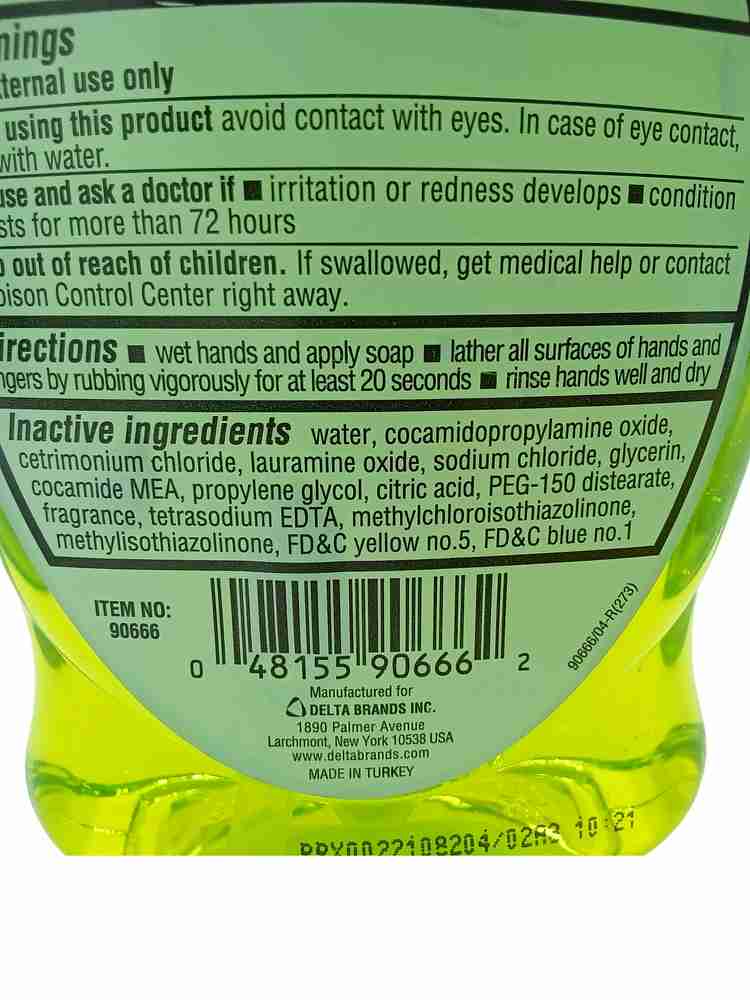 nings
ternal use only
using this product avoid contact with eyes. In case of eye contact,
with water.
use and ask a doctor if ■ irritation or redness develops ■ condition
sts for more than 72 hours
out of reach of children. If swallowed, get medical help or contact
oison Control Center right away.
irections ■ wet hands and apply soap ■ lather all surfaces of hands and
ngers by rubbing vigorously for at least 20 seconds ■ rinse hands well and dry
Inactive ingredients water, cocamidopropylamine oxide,
cetrimonium chloride, lauramine oxide, sodium chloride, glycerin,
cocamide MEA, propylene glycol, citric acid, PEG-150 distearate,
fragrance, tetrasodium EDTA, methylchloroisothiazolinone,
methylisothiazolinone, FD&C yellow no.5, FD&C blue no.1
ITEM NO:
90666
0 48155 90666 2
90666/04-R(273)
Manufactured for
DELTA BRANDS INC.
1890 Palmer Avenue
Larchmont, New York 10538 USA
www.deltabrands.com
MADE IN TURKEY
10:21